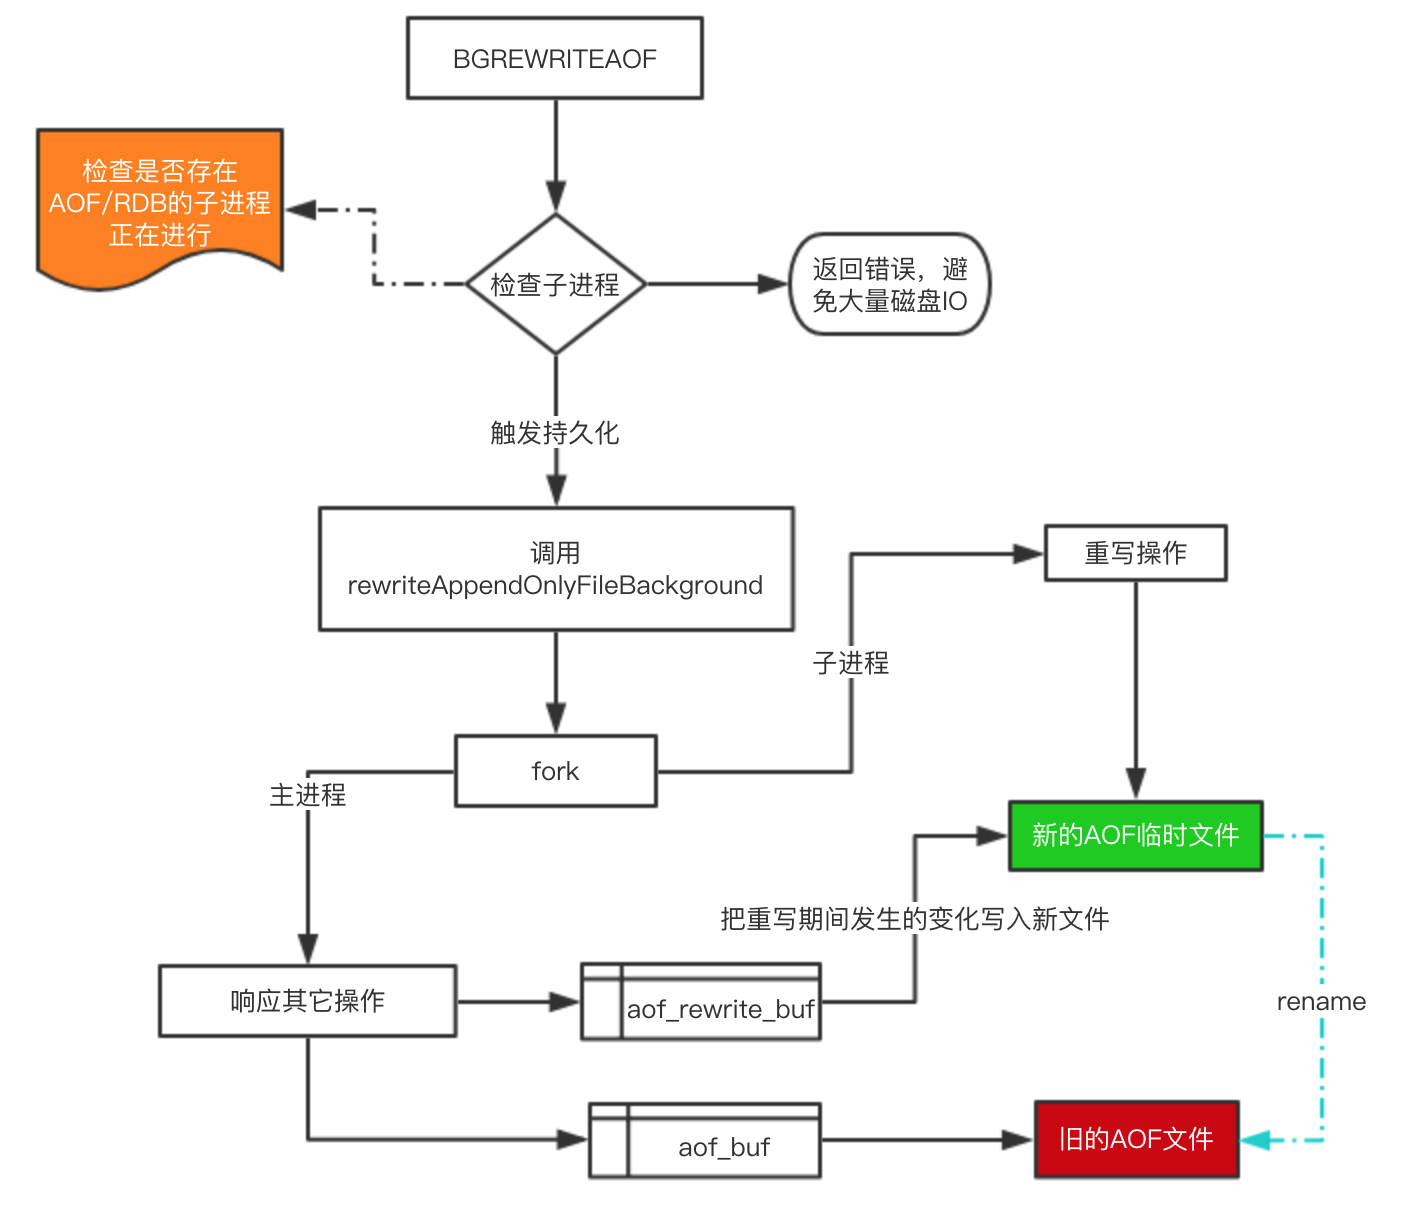 BGREWRITEAOF
检查是否存在
AOF/RDB的子进程
正在进行
检查子进程
返回错误，避
免大量磁盘IO
触发持久化
调用
rewriteAppendOnlyFileBackground
重写操作
子进程
fork
主进程
新的AOF临时文件
把重写期间发生的变化写入新文件
响应其它操作
aof_rewrite_buf
rename
aof_buf
旧的AOF文件